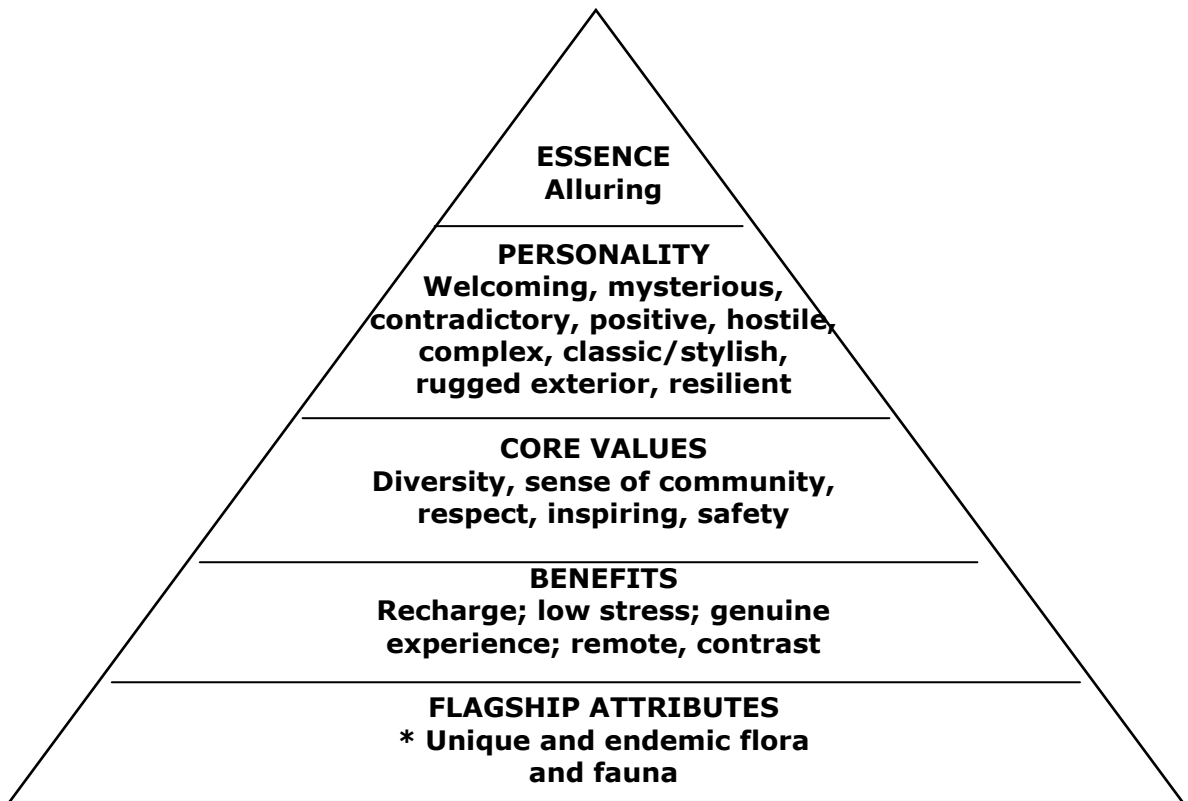 ESSENCE
Alluring
PERSONALITY
Welcoming, mysterious,
contradictory, positive, hostile,
complex, classic/stylish,
rugged exterior, resilient
CORE VALUES
Diversity, sense of community,
respect, inspiring, safety
BENEFITS
Recharge; low stress; genuine
experience; remote, contrast
FLAGSHIP ATTRIBUTES
* Unique and endemic flora
and fauna